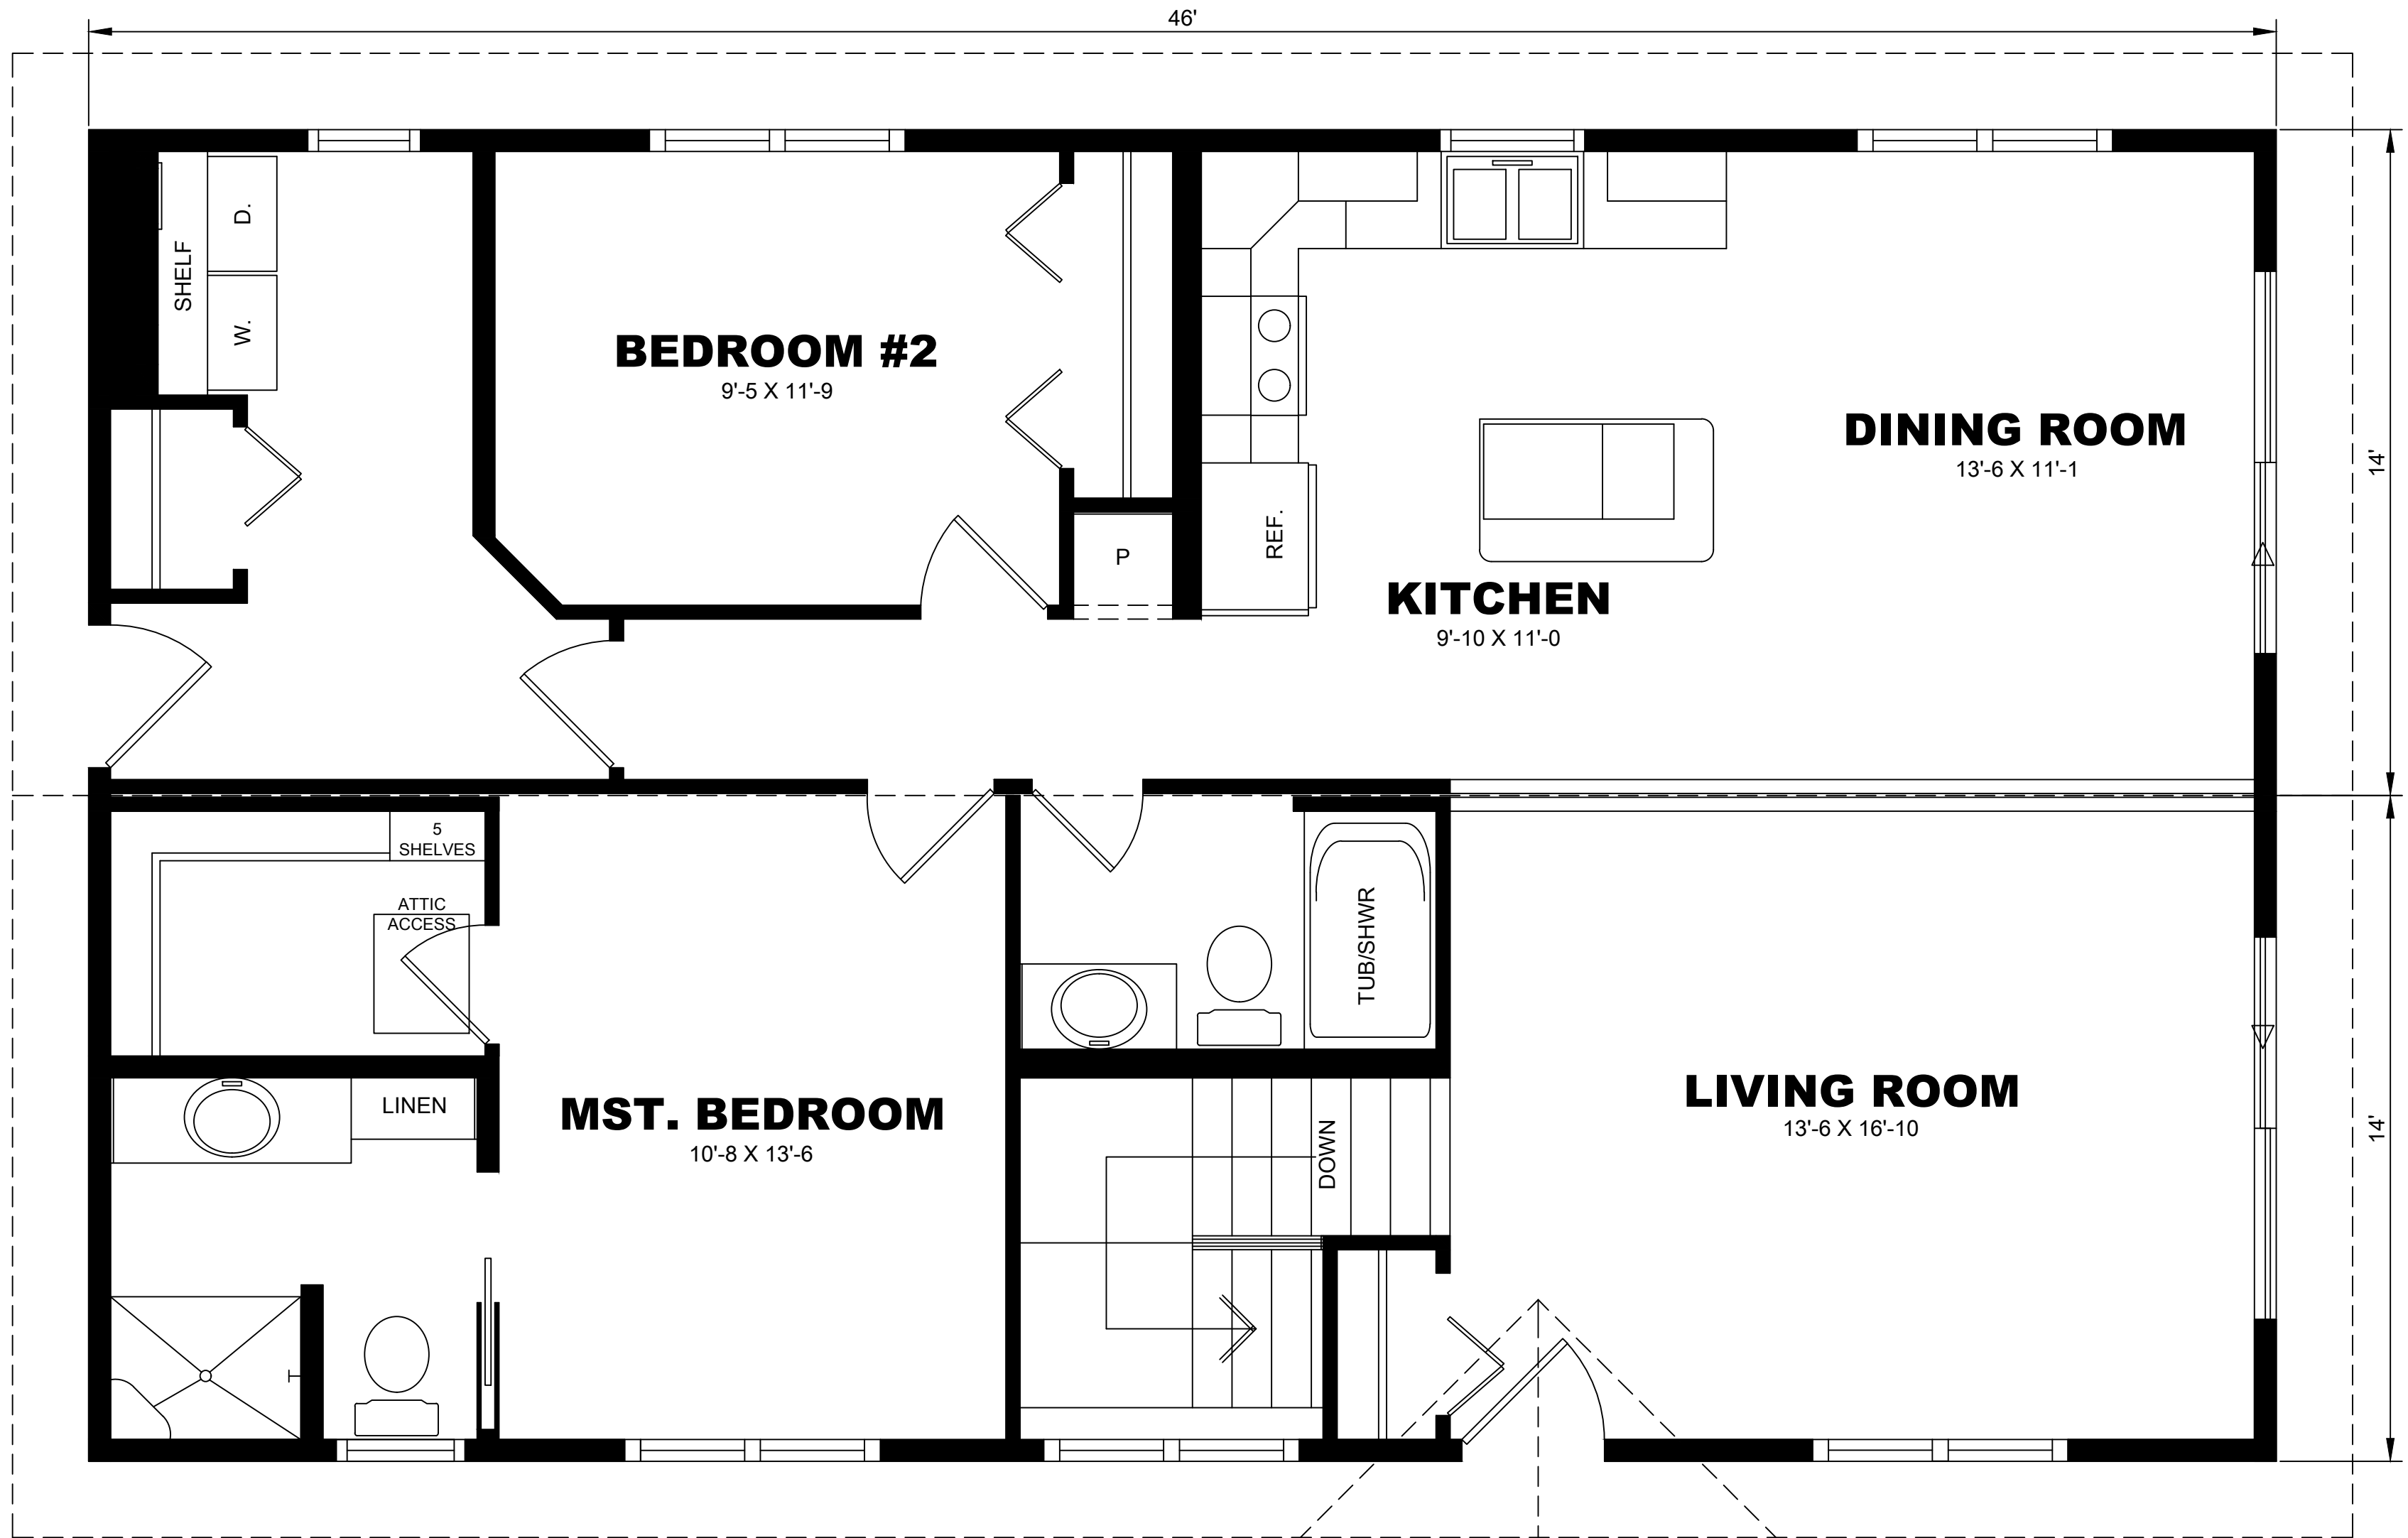 46'
D.
SHELF
W.
BEDROOM #2
9'-5 X 11'-9
DINING ROOM
13'-6 X 11'-1
14'
REF.
P
KITCHEN
9'-10 X 11'-0
5
SHELVES
ATTIC
ACCESS
TUB/SHWR
LINEN
MST. BEDROOM
10'-8 X 13'-6
DOWN
LIVING ROOM
13'-6 X 16'-10
14'